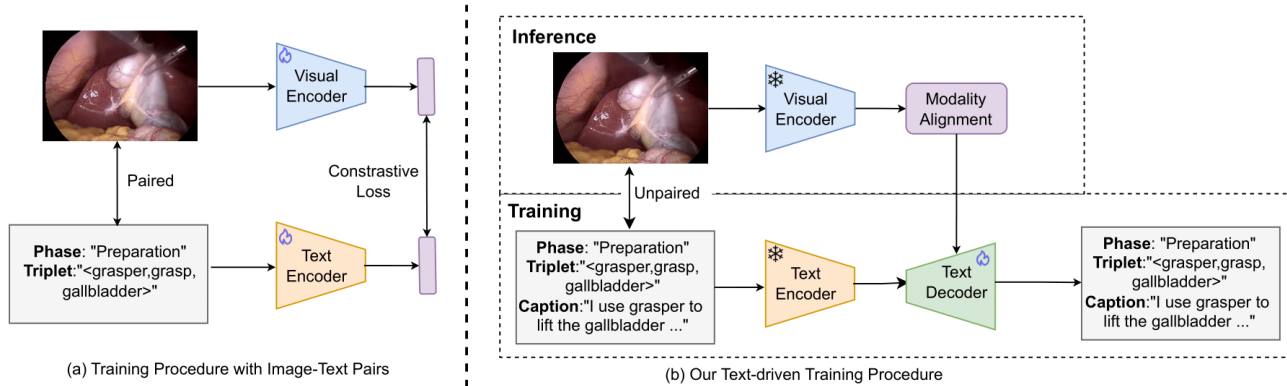 Visual
Encoder
Paired
Constrastive
Loss
Phase: "Preparation"
Triplet:"<grasper,grasp,
gallbladder>"
Text
Encoder
(a) Training Procedure with Image-Text Pairs
Inference
Visual
Encoder
Modality
Alignment
Unpaired
Training
Phase: "Preparation"
Triplet:"<grasper,grasp,
gallbladder>"
Caption:"I use grasper to
lift the gallbladder ..."
Text
Encoder
Text
Decoder
Phase: "Preparation"
Triplet:"<grasper,grasp,
gallbladder>"
Caption:"I use grasper to
lift the gallbladder ..."
(b) Our Text-driven Training Procedure